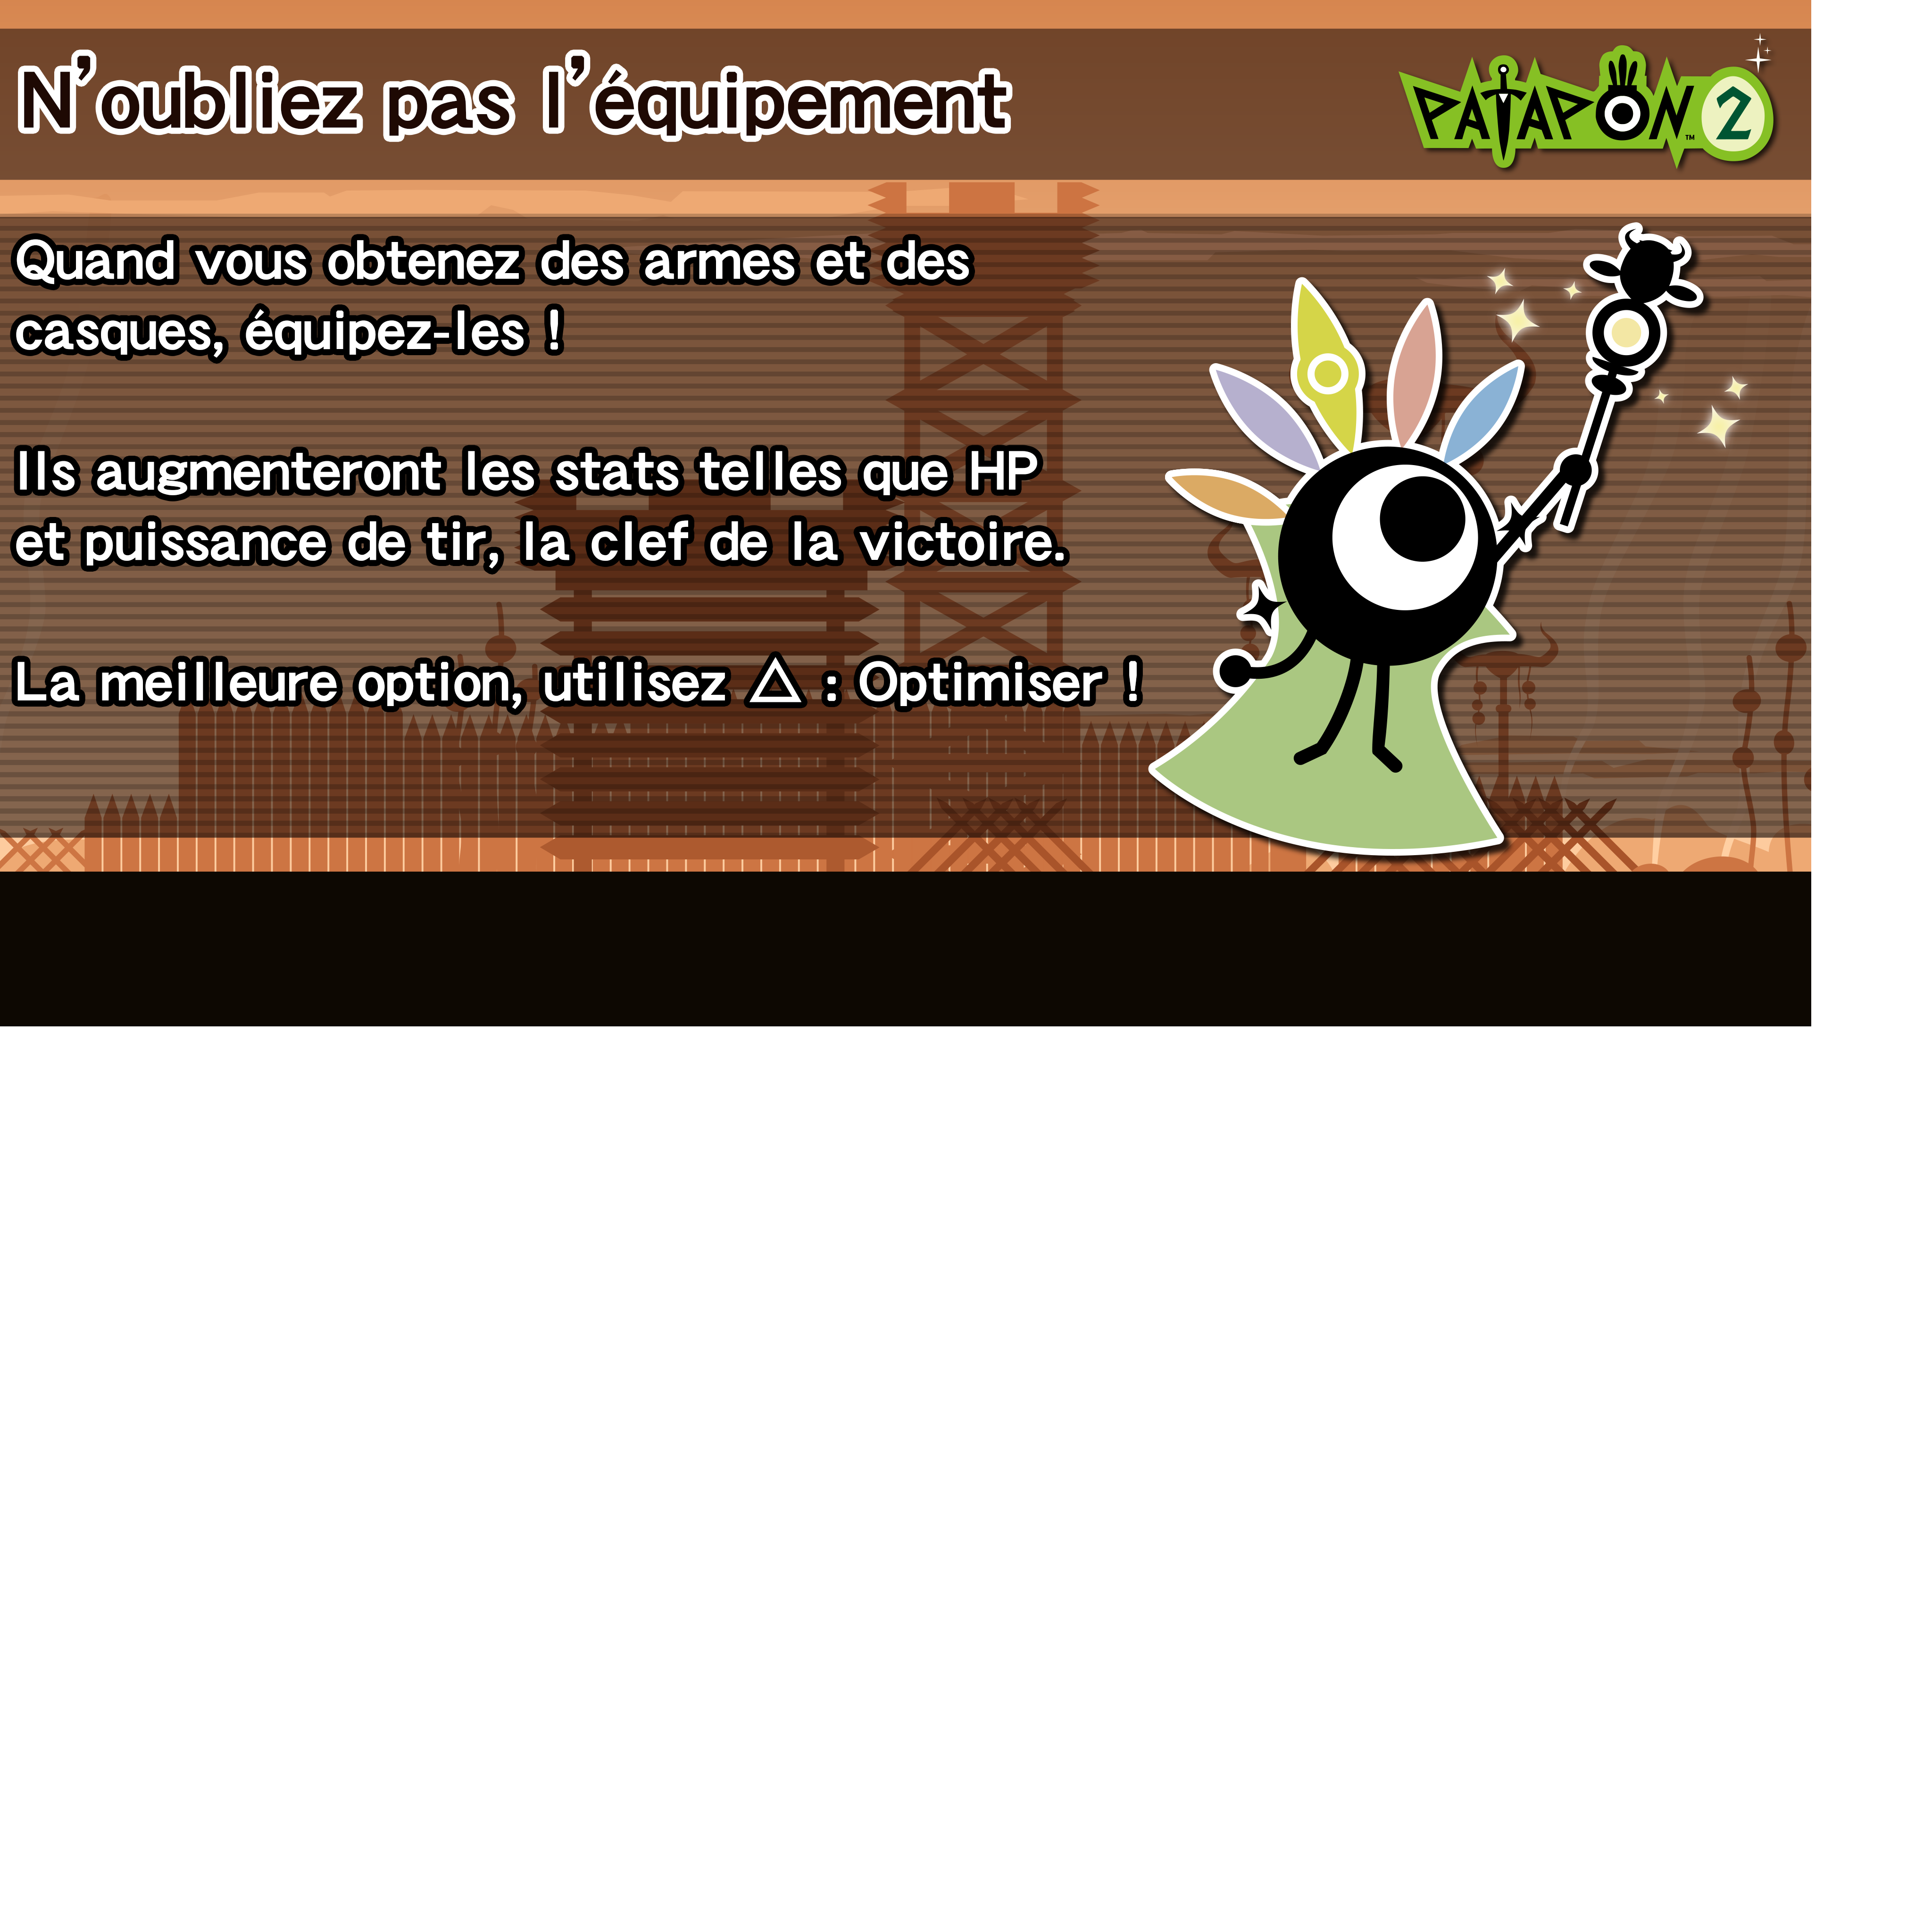 N'oubliez pas l'équipement
PATAPON™ 2
Quand vous obtenez des armes et des
casques, équipez-les !
Ils augmenteront les stats telles que HP
et puissance de tir, la clef de la victoire.
La meilleure option, utilisez △ : Optimiser !